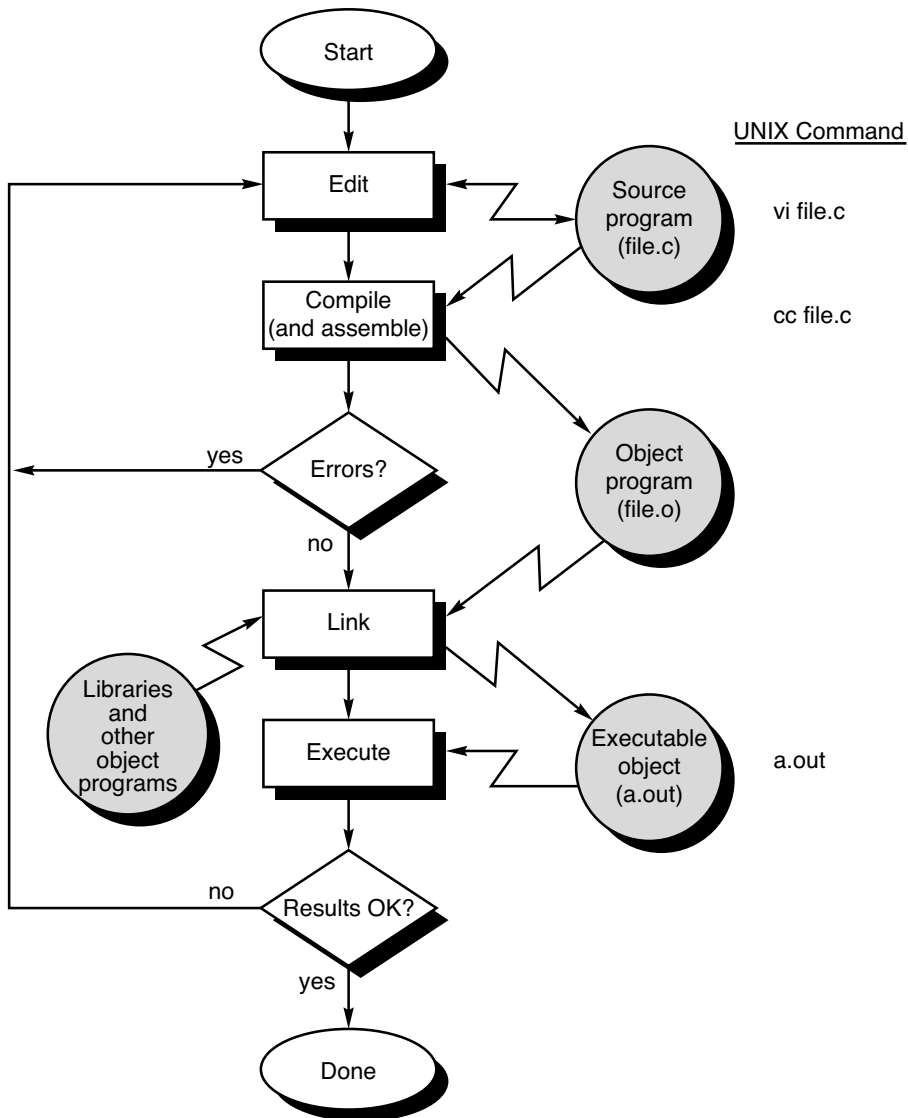 Start
UNIX Command
Edit
Source
program
(file.c)
vi file.c
Compile
(and assemble)
cc file.c
yes
Errors?
Object
program
(file.o)
no
Link
Libraries
and
other
object
programs
Execute
Executable
object
(a.out)
a.out
no
Results OK?
yes
Done